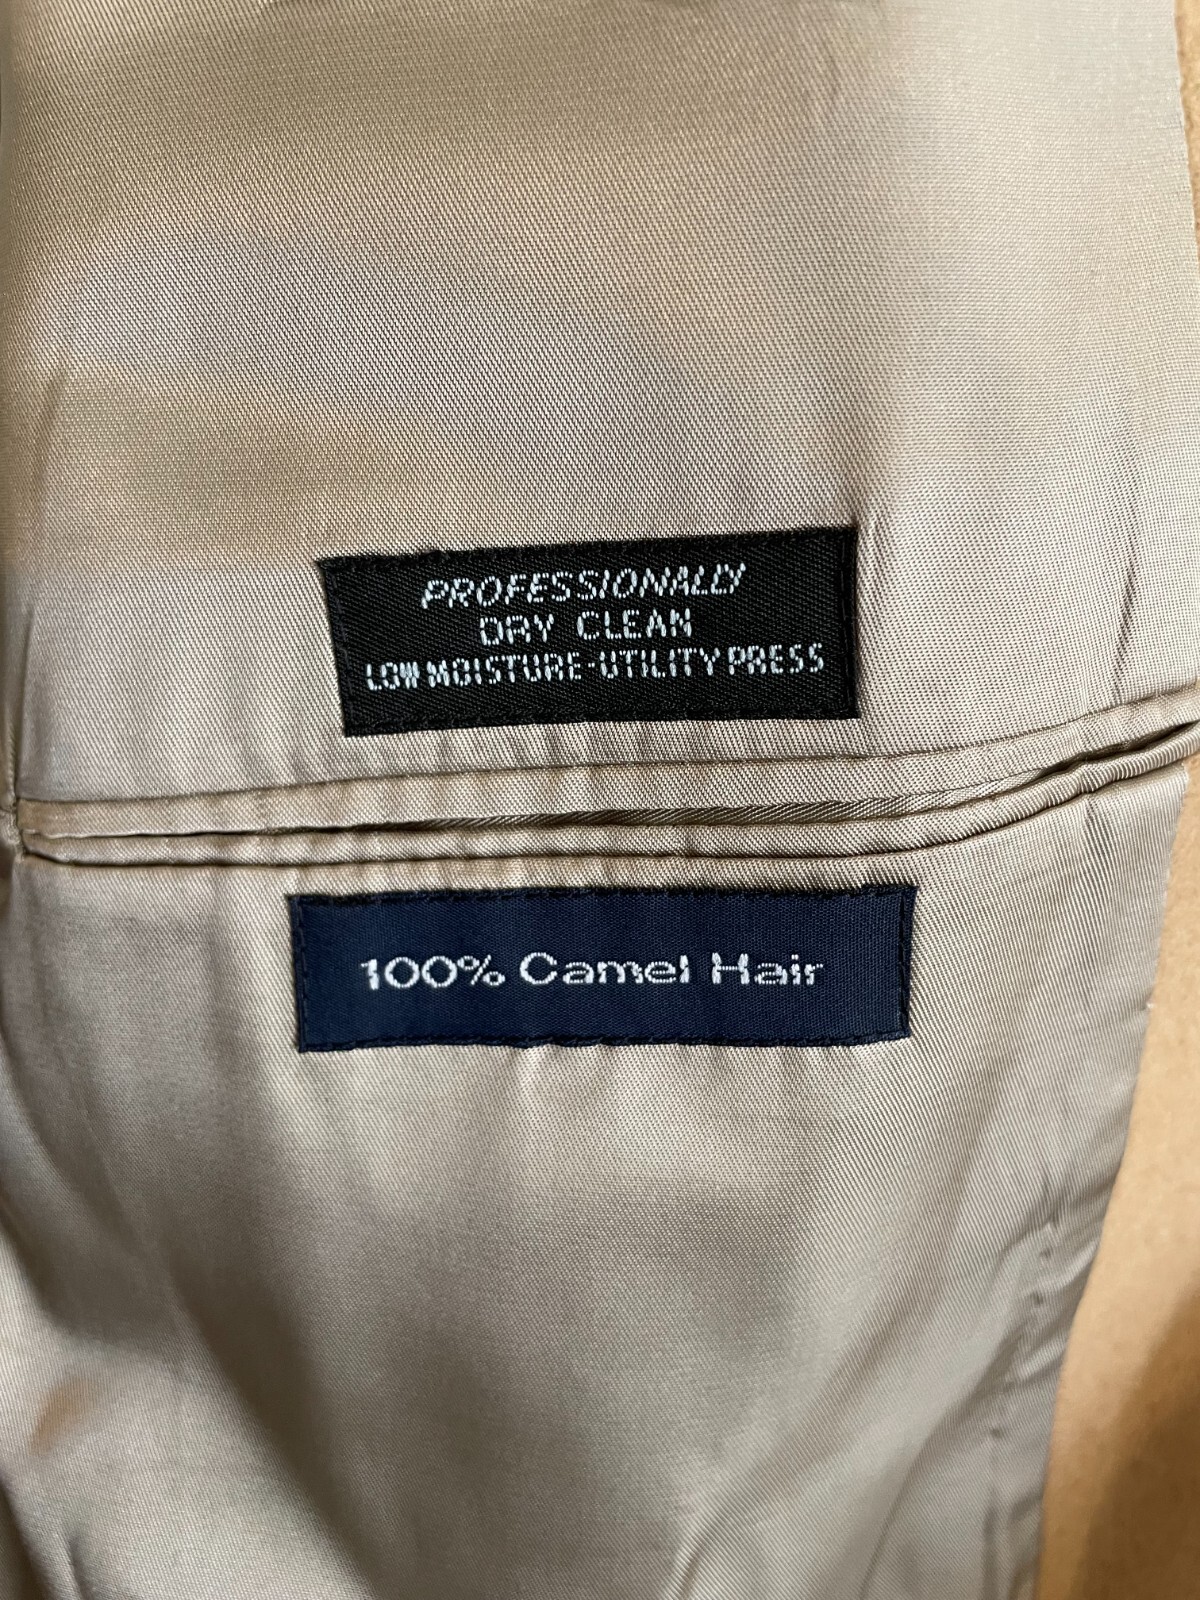 PROFESSIONALLY
DRY CLEAN
LOW MOISTURE-UTILITY PRESS
100% Camel Hair